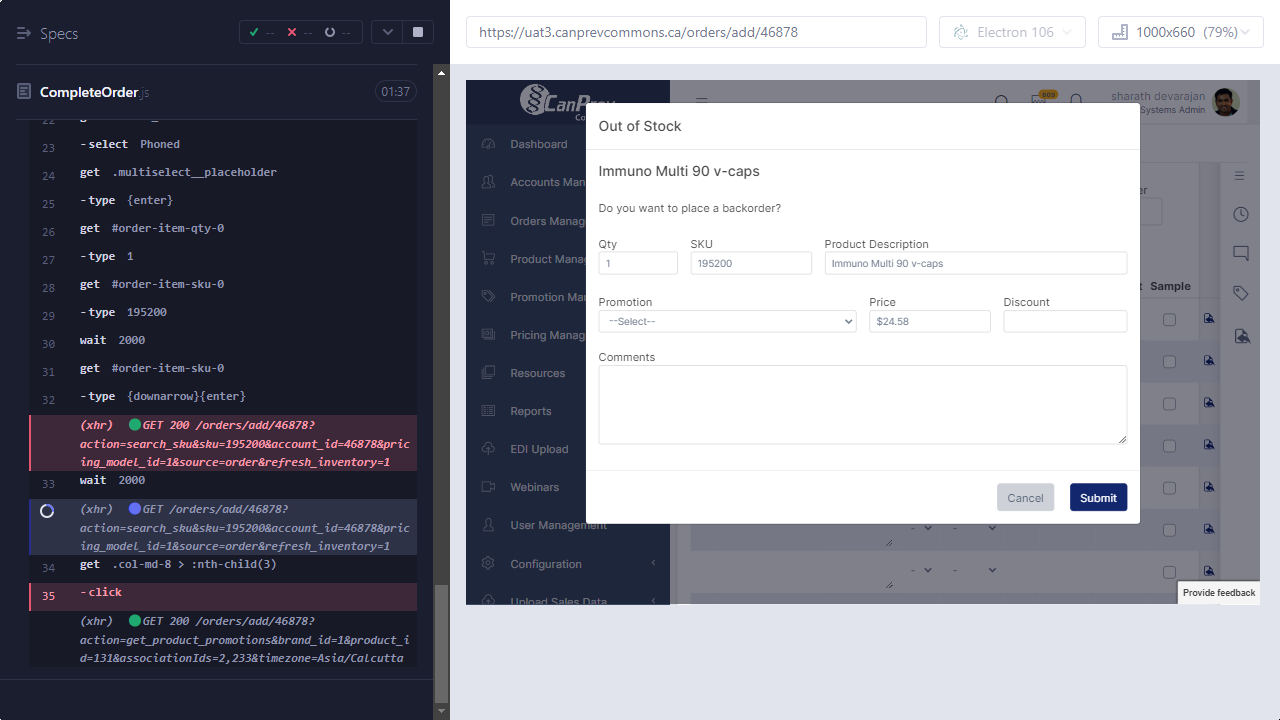 Specs
--
--
--
CompleteOrder.js
01:37
23 -select Phoned
24 get .multiselect__placeholder
25 -type {enter}
26 get #order-item-qty-0
27 -type 1
28 get #order-item-sku-0
29 -type 195200
30 wait 2000
31 get #order-item-sku-0
32 -type {downarrow}{enter}
(xhr) GET 200 /orders/add/46878?
action=search_sku&sku=195200&account_id=46878&pric
ing_model_id=1&source=order&refresh_inventory=1
33 wait 2000
(xhr) GET /orders/add/46878?
action=search_sku&sku=195200&account_id=46878&pric
ing_model_id=1&source=order&refresh_inventory=1
34 get .col-md-8 > :nth-child(3)
35 -click
(xhr) GET 200 /orders/add/46878?
action=get_product_promotions&brand_id=1&product_i
d=131&associationIds=2,233&timezone=Asia/Calcutta
https://uat3.canprevcommons.ca/orders/add/46878
Electron 106
1000x660 (79%)
CanPrev
Co
sharath devarajan
Systems Admin
Dashboard
Accounts Man
Orders Manag
Product Mana
Promotion Mar
Pricing Manag
Resources
Reports
EDI Upload
Webinars
User Management
Configuration
Upload Sales Data
Out of Stock
Immuno Multi 90 v-caps
Do you want to place a backorder?
Qty
SKU
Product Description
1
195200
Immuno Multi 90 v-caps
Promotion
Price
Discount
--Select--
$24.58
Comments
Cancel
Submit
er
t Sample
-
-
-
-
Provide feedback